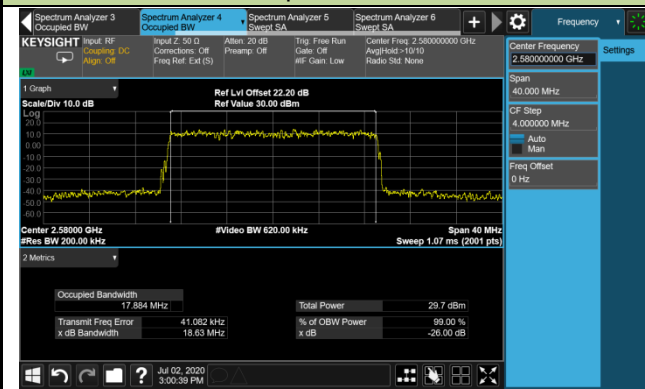 Spectrum Analyzer 3
Occupied BW
Spectrum Analyzer 4
Occupied BW
Spectrum Analyzer 5
Swept SA
Spectrum Analyzer 6
Swept SA
+
Frequency
KEYSIGHT
Input: RF
Coupling: DC
Align: Off
Input Z: 50 Ω
Corrections: Off
Freq Ref: Ext (S)
Atten: 20 dB
Preamp: Off
Trig: Free Run
Gate: Off
#IF Gain: Low
Center Freq: 2.580000000 GHz
Avg|Hold:>10/10
Radio Std: None
Center Frequency
2.580000000 GHz
Settings
Span
40.000 MHz
CF Step
4.000000 MHz
Auto
Man
Freq Offset
0 Hz
1 Graph
Scale/Div 10.0 dB
Ref Lvl Offset 22.20 dB
Ref Value 30.00 dBm
Log
20.0
10.0
0.00
-10.0
-20.0
-30.0
-40.0
-50.0
-60.0
Center 2.58000 GHz
#Res BW 200.00 kHz
#Video BW 620.00 kHz
Span 40 MHz
Sweep 1.07 ms (2001 pts)
2 Metrics
Occupied Bandwidth
17.884 MHz
Total Power 29.7 dBm
Transmit Freq Error 41.082 kHz
% of OBW Power 99.00 %
x dB Bandwidth 18.63 MHz
x dB -26.00 dB
?
Jul 02, 2020
3:00:39 PM